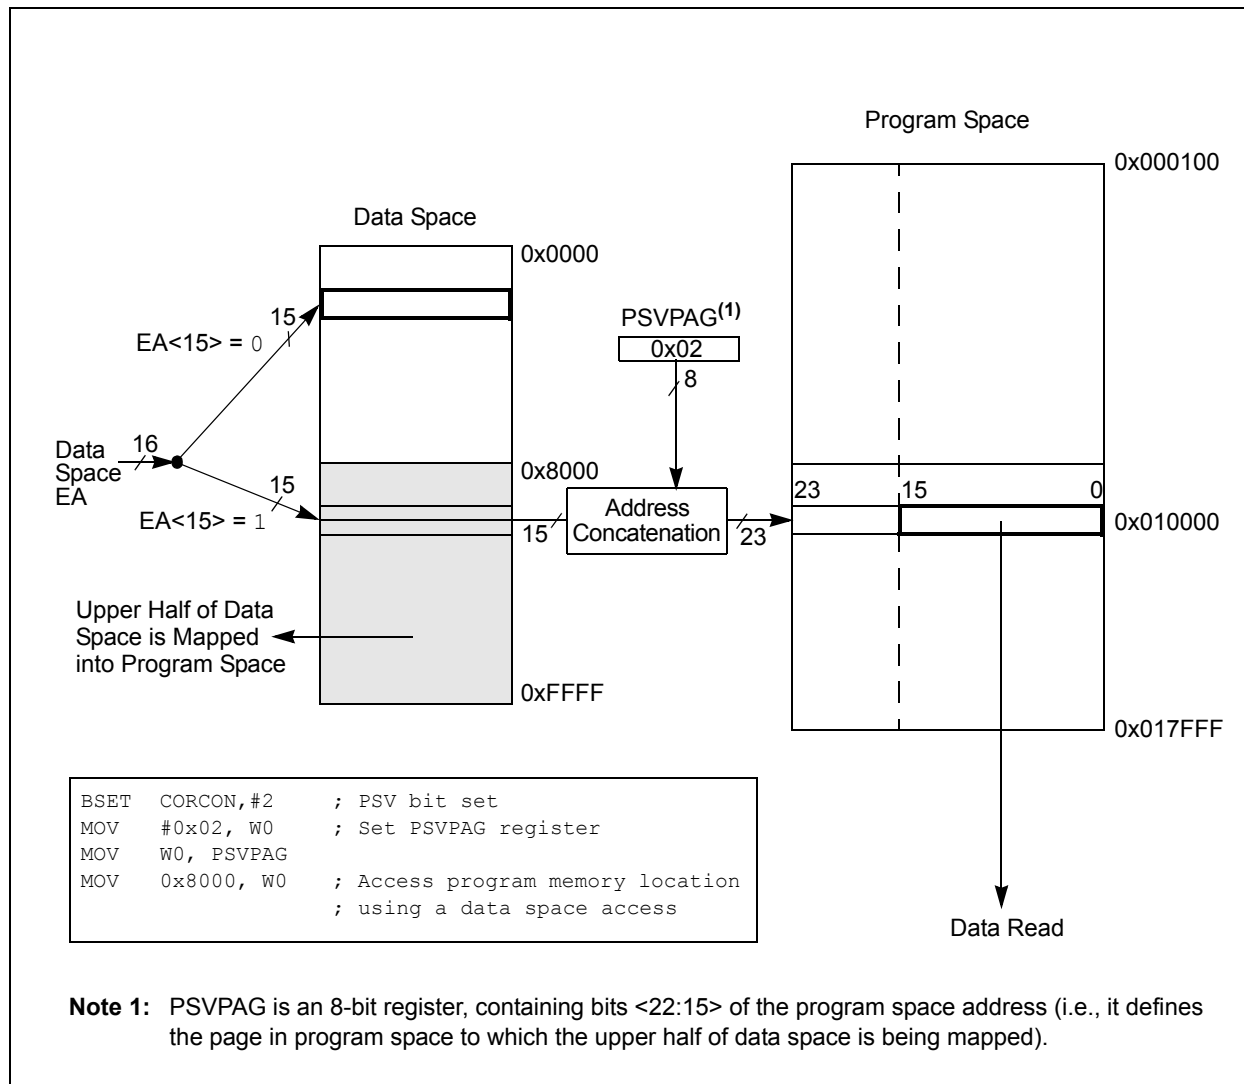 Program Space
0x000100
Data Space
0x0000
15
EA<15> = 0
PSVPAG(1)
0x02
8
Data
Space
EA
16
0x8000
15
EA<15> = 1
15
Address
Concatenation
23
23 15 0
0x010000
Upper Half of Data
Space is Mapped
into Program Space
0xFFFF
0x017FFF
BSET CORCON,#2 ; PSV bit set
MOV #0x02, W0 ; Set PSVPAG register
MOV W0, PSVPAG
MOV 0x8000, W0 ; Access program memory location
; using a data space access
Data Read
Note 1: PSVPAG is an 8-bit register, containing bits <22:15> of the program space address (i.e., it defines
the page in program space to which the upper half of data space is being mapped).